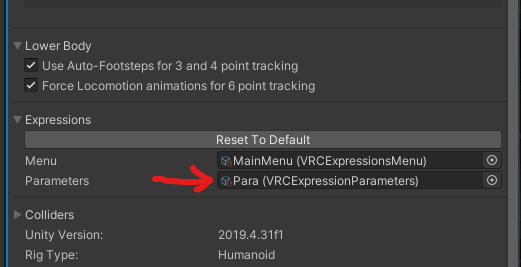 Lower Body
Use Auto-Footsteps for 3 and 4 point tracking
Force Locomotion animations for 6 point tracking
Expressions
Reset To Default
Menu MainMenu (VRCExpressionsMenu)
Parameters Para (VRCExpressionParameters)
Colliders
Unity Version: 2019.4.31f1
Rig Type: Humanoid